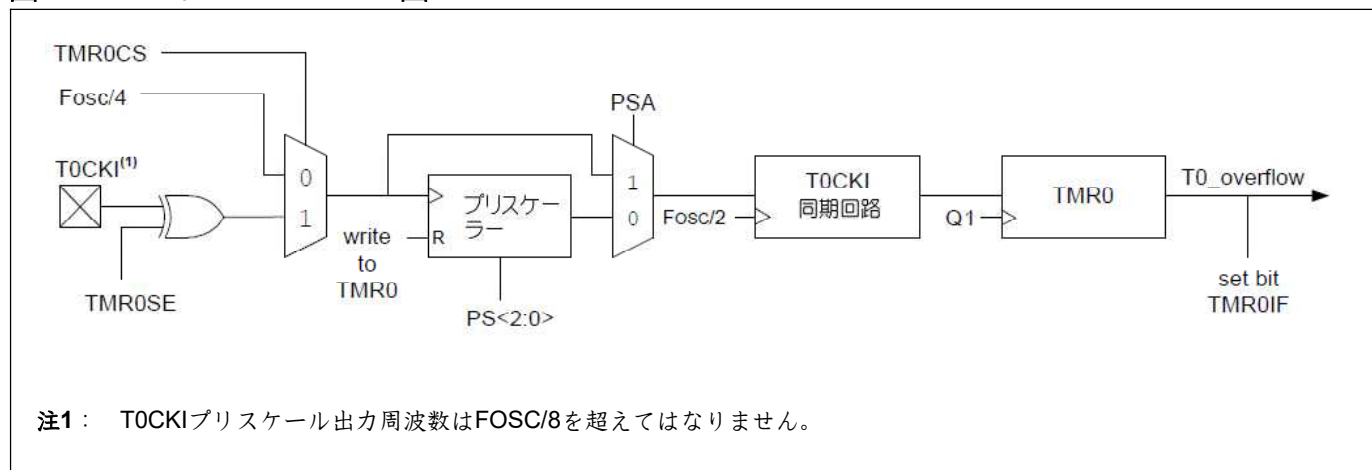 TMR0CS
Fosc/4
PSA
T0CKI(1)
0
1
プリスケー
ラー
R
write
to
TMR0
1
0
Fosc/2
T0CKI
同期回路
Q1
TMR0
T0_overflow
TMR0SE
PS<2:0>
set bit
TMR0IF
注1： T0CKIプリスケール出力周波数はFOSC/8を超えてはなりません。